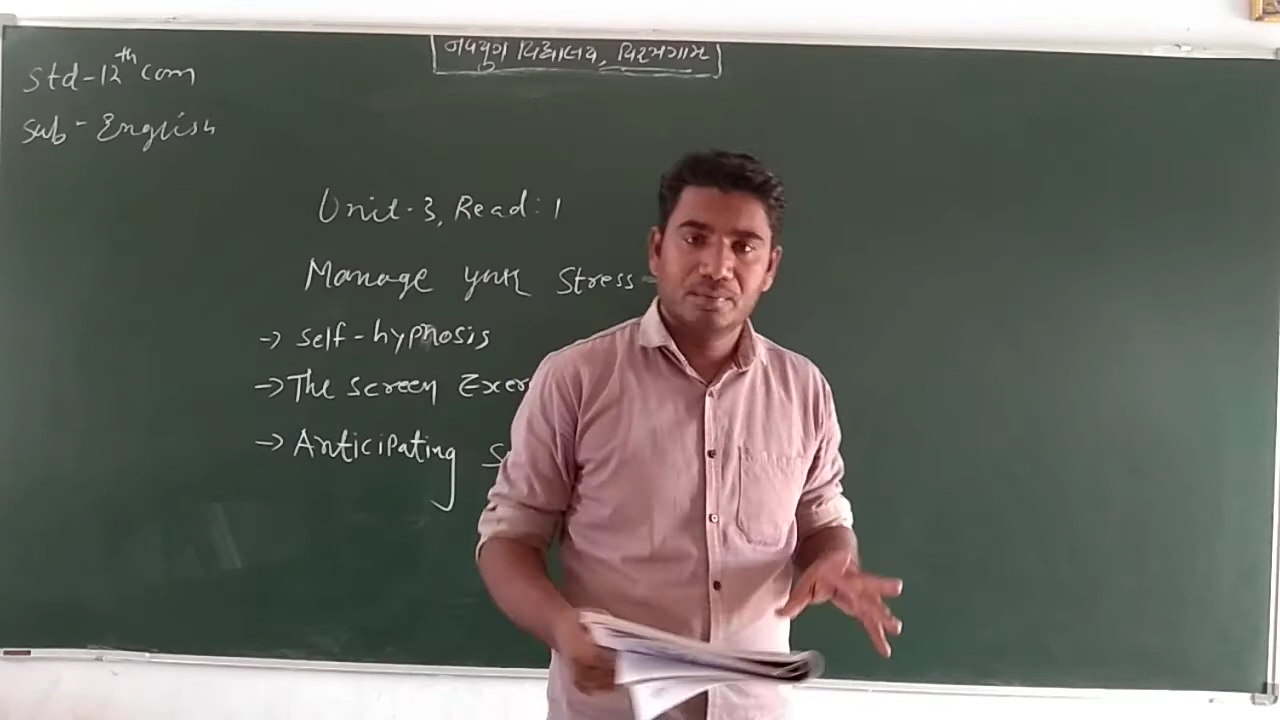 નવયુગ વિદ્યાલય, વિરમગામ
Std-12th Com
Sub-English
Unit-3, Read:1
Manage your Stress
→ Self-hypnosis
→ The screen Exer
→ Anticipating S